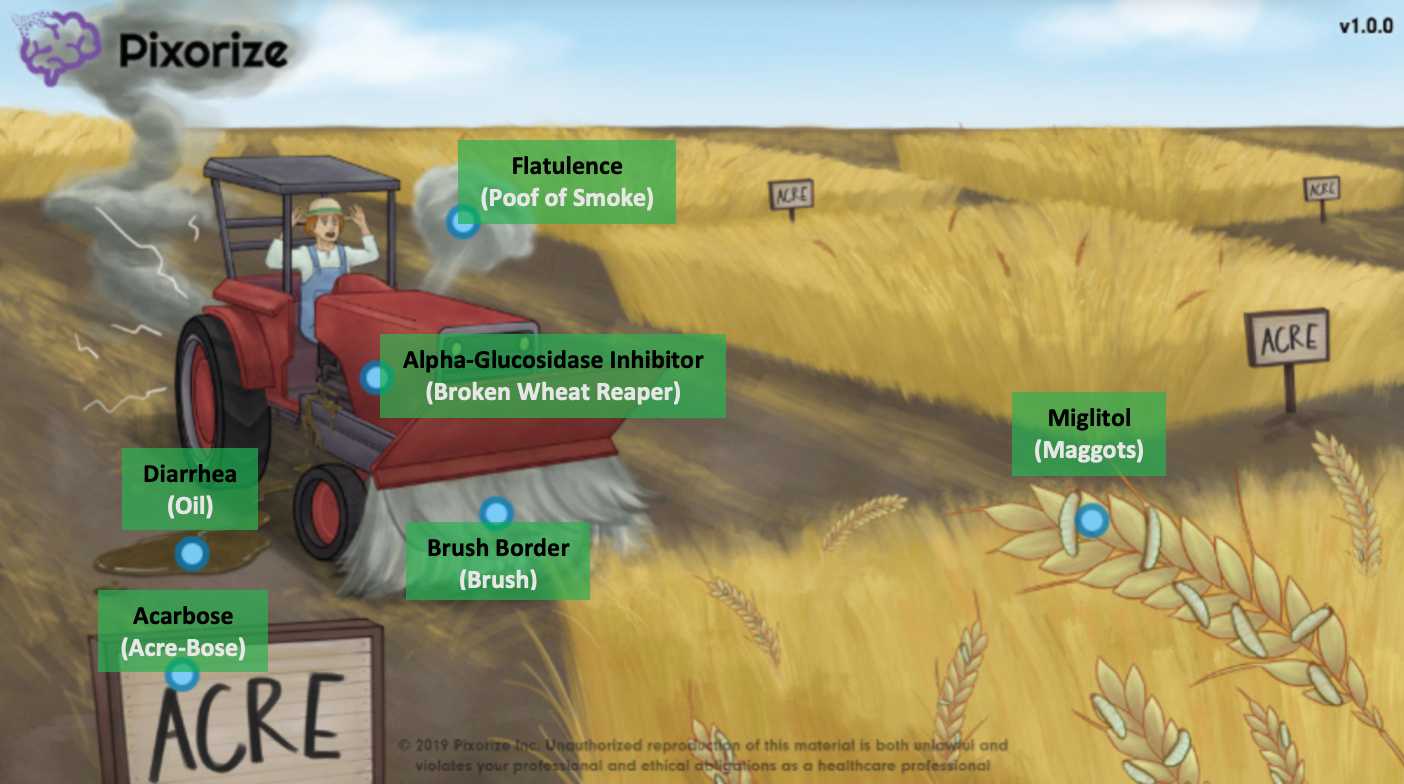 Pixorize
v1.0.0
Flatulence
(Poof of Smoke)
ACRE
ACRE
ACRE
Alpha-Glucosidase Inhibitor
(Broken Wheat Reaper)
Miglitol
(Maggots)
Diarrhea
(Oil)
Brush Border
(Brush)
Acarbose
(Acre-Bose)
ACRE
© 2019 Pixorize Inc. Unauthorized reproduction of this material is both unlawful and
violates your professional and ethical obligations as a healthcare professional